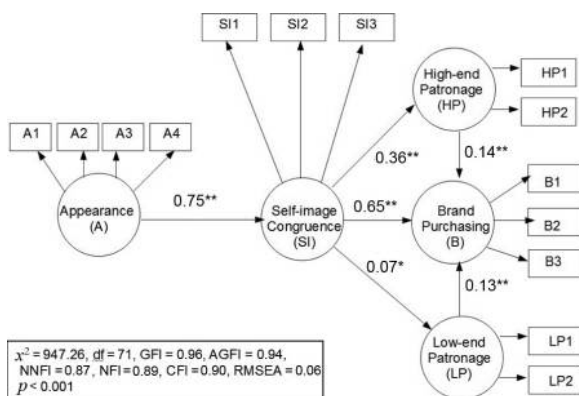 SI1
SI2
SI3
High-end
Patronage
(HP)
HP1
HP2
A1
A2
A3
A4
0.36**
0.14**
Appearance
(A)
0.75**
Self-image
Congruence
(SI)
0.65**
Brand
Purchasing
(B)
B1
B2
B3
0.07*
0.13**
Low-end
Patronage
(LP)
LP1
LP2
x² = 947.26, df = 71, GFI = 0.96, AGFI = 0.94,
NNFI = 0.87, NFI = 0.89, CFI = 0.90, RMSEA = 0.06
p < 0.001